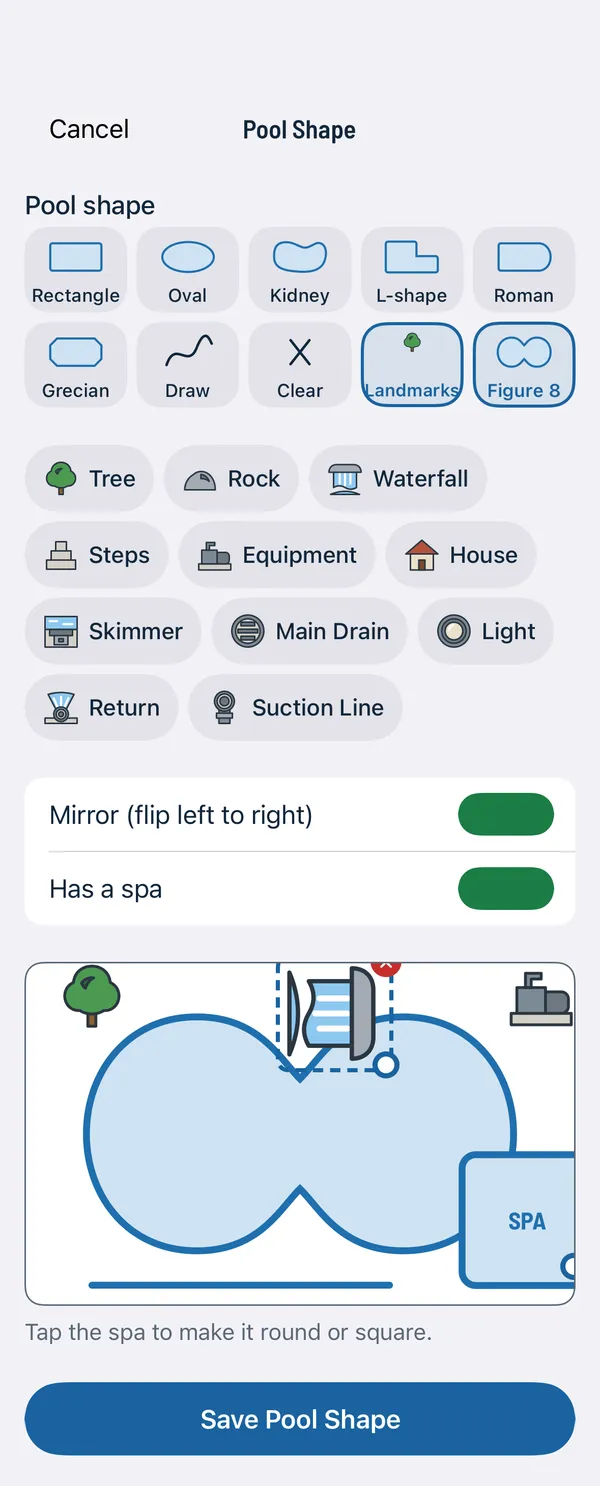 Cancel
Pool Shape
Pool shape
Rectangle
Oval
Kidney
L-shape
Roman
Grecian
Draw
Clear
Landmarks
Figure 8
Tree
Rock
Waterfall
Steps
Equipment
House
Skimmer
Main Drain
Light
Return
Suction Line
Mirror (flip left to right)
Has a spa
SPA
Tap the spa to make it round or square.
Save Pool Shape